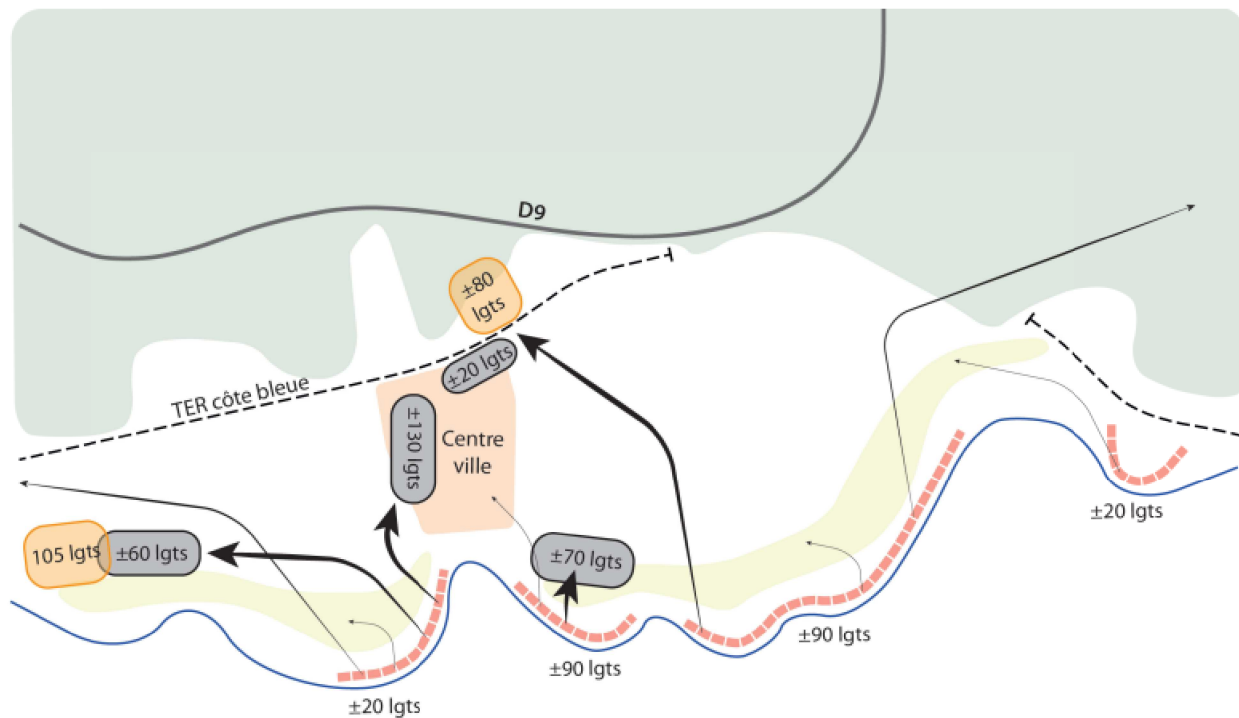 D9
±80
lgts
±20 lgts
TER côte bleue
±130 lgts
Centre
ville
±20 lgts
105 lgts
±60 lgts
±70 lgts
±90 lgts
±90 lgts
±20 lgts